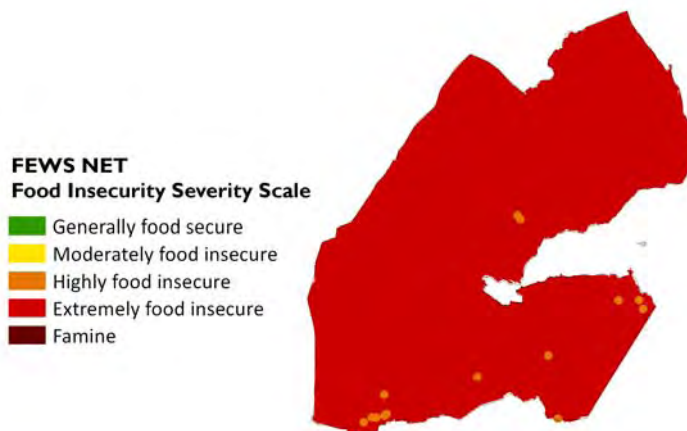 FEWS NET
Food Insecurity Severity Scale
Generally food secure
Moderately food insecure
Highly food insecure
Extremely food insecure
Famine